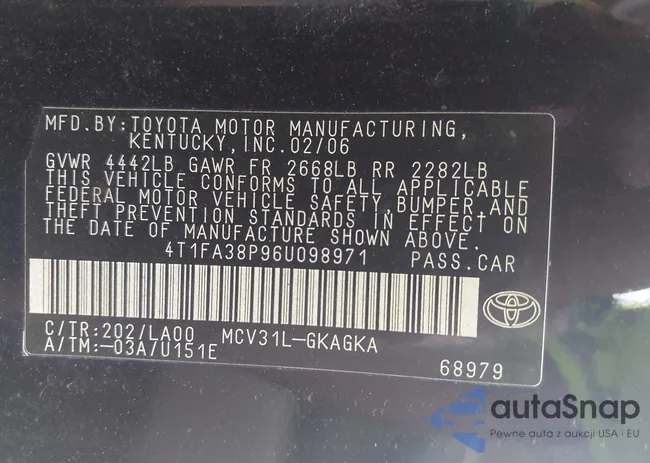 MFD.BY:TOYOTA MOTOR MANUFACTURING,
KENTUCKY,INC.02/06
GVWR 4442LB GAWR FR 2668LB RR 2282LB
THIS VEHICLE CONFORMS TO ALL APPLICABLE
FEDERAL MOTOR VEHICLE SAFETY,BUMPER AND
THEFT PREVENTION STANDARDS IN EFFECT ON
THE DATE OF MANUFACTURE SHOWN ABOVE.
4T1FA38P96U098971 PASS.CAR
C/TR:202/LA00 MCV31L-GKAGKA
A/TM:-03A/U151E
68979
autaSnap
Pewne auta z aukcji USA i EU